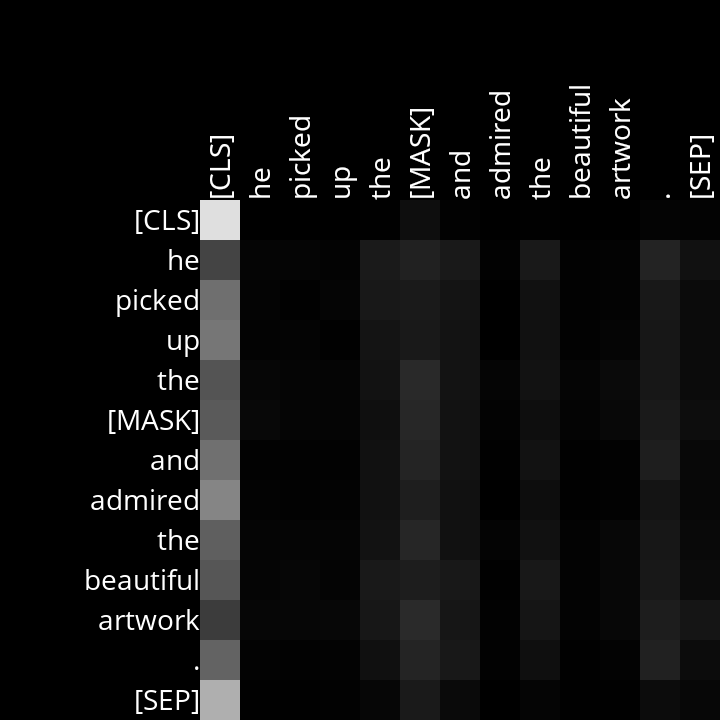 [CLS] he picked up the [MASK] and admired the beautiful artwork . [SEP]
[CLS]
he
picked
up
the
[MASK]
and
admired
the
beautiful
artwork
.
[SEP]